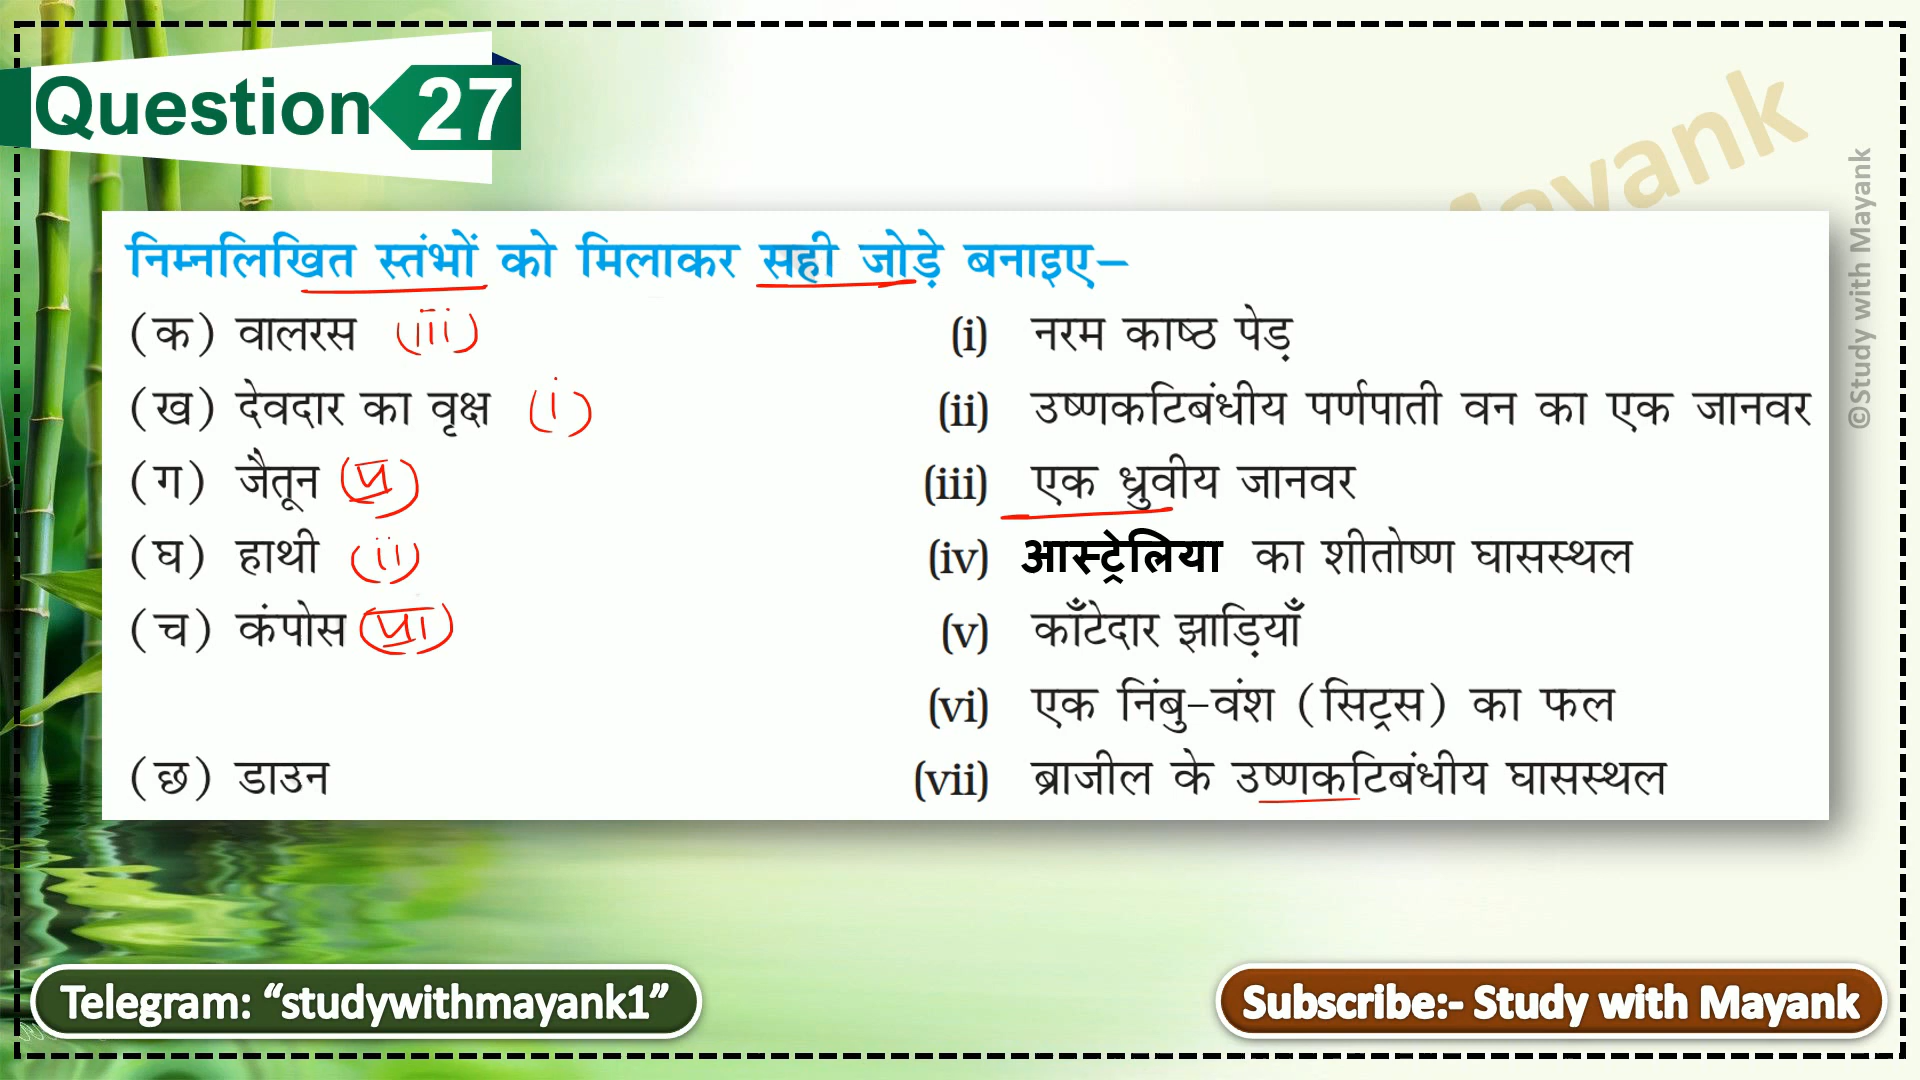 Question 27
Mayank
©Study with Mayank
निम्नलिखित स्तंभों को मिलाकर सही जोड़े बनाइए–
(क) वालरस (iii) (i) नरम काष्ठ पेड़
(ख) देवदार का वृक्ष (i) (ii) उष्णकटिबंधीय पर्णपाती वन का एक जानवर
(ग) जैतून (iii) एक ध्रुवीय जानवर
(घ) हाथी (ii) (iv) आस्ट्रेलिया का शीतोष्ण घासस्थल
(च) कंपोस (v) काँटेदार झाड़ियाँ
(vi) एक निंबु-वंश (सिट्रस) का फल
(छ) डाउन (vii) ब्राजील के उष्णकटिबंधीय घासस्थल
Telegram: “studywithmayank1”
Subscribe:- Study with Mayank